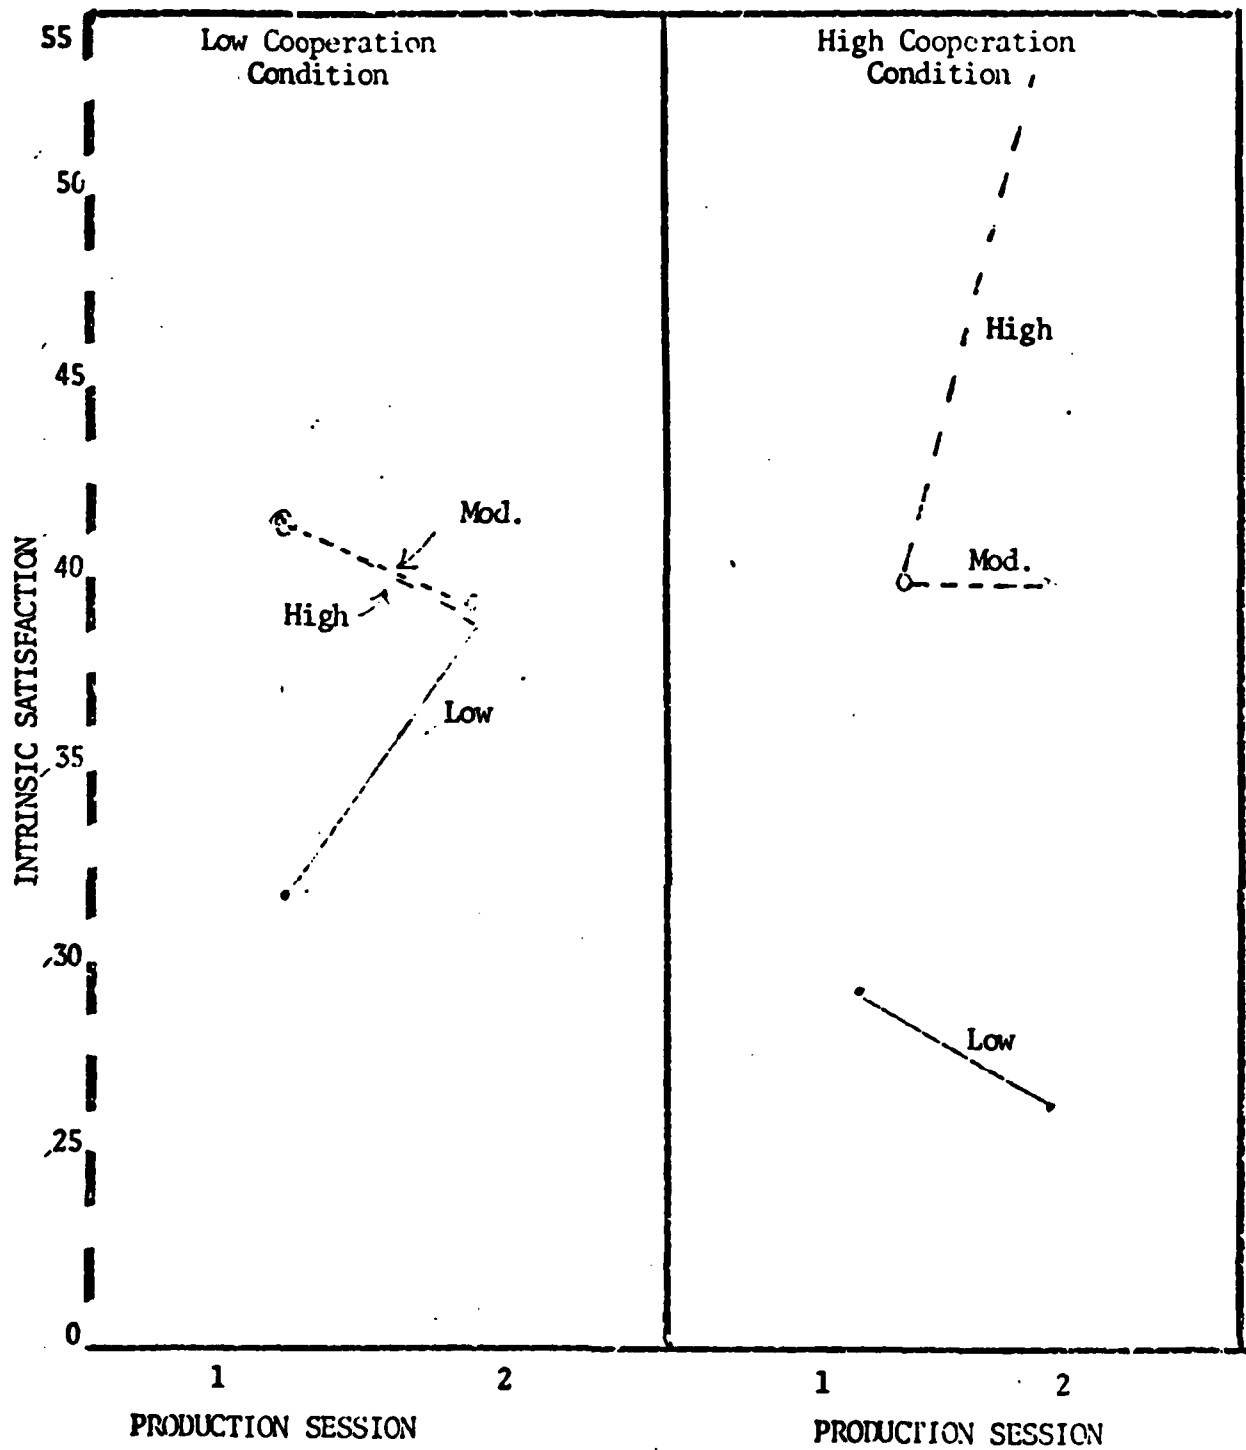 Low Cooperation
Condition
High Cooperation
Condition
55
50
45
40
35
30
25
0
INTRINSIC SATISFACTION
Mod.
High
Low
High
Mod.
Low
1
2
1
2
PRODUCTION SESSION
PRODUCTION SESSION